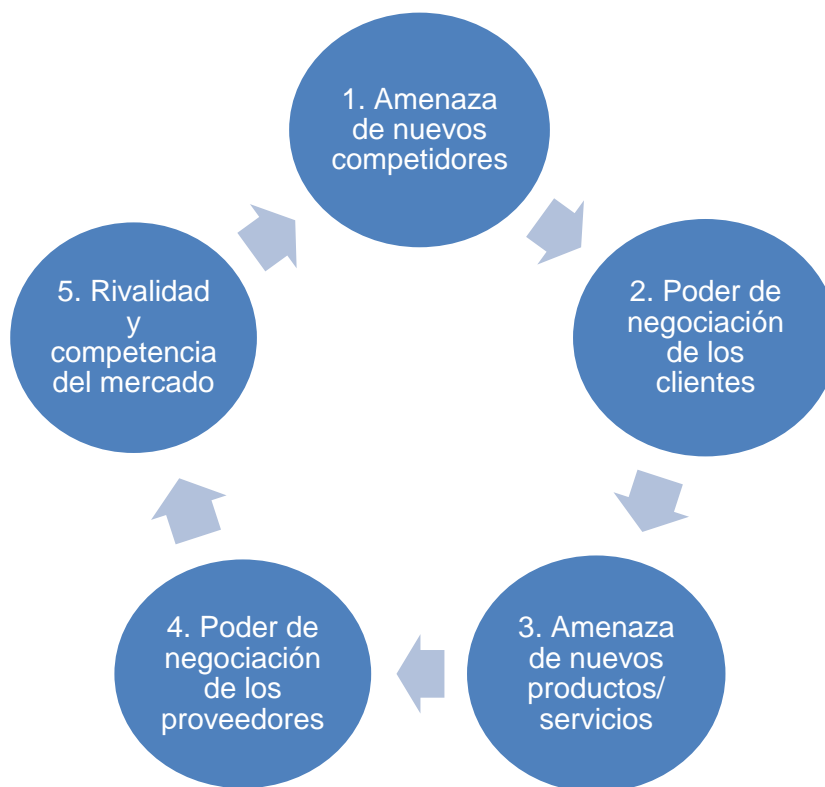 1. Amenaza
de nuevos
competidores
2. Poder de
negociación
de los
clientes
3. Amenaza
de nuevos
productos/
servicios
4. Poder de
negociación
de los
proveedores
5. Rivalidad
y
competencia
del mercado